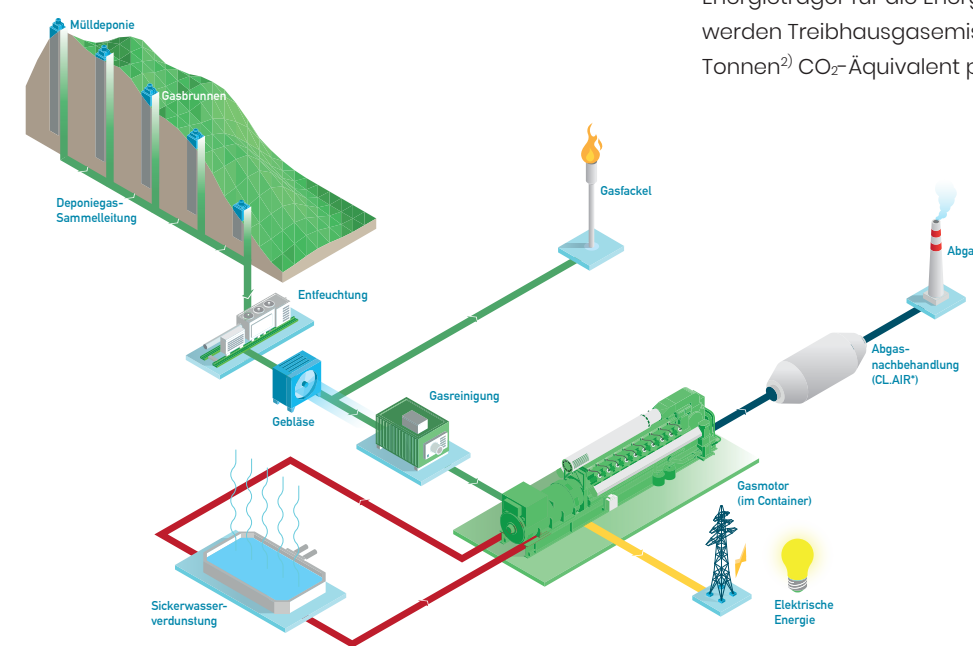 werden Treibhausgasemis
Tonnen²⁾ CO₂-Äquivalent p
Mülldeponie
Gasbrunnen
Deponiegas-
Sammelleitung
Gasfackel
Entfeuchtung
Gebläse
Gasreinigung
Abga
Abgas-
nachbehandlung
(CL.AIR*)
Gasmotor
(im Container)
Elektrische
Energie
Sickerwasser-
verdunstung